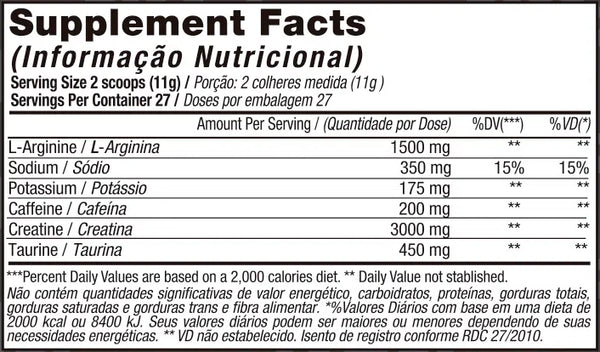 Supplement Facts
(Informação Nutricional)
Serving Size 2 scoops (11g) / Porção: 2 colheres medida (11g )
Servings Per Container 27 / Doses por embalagem 27
Amount Per Serving / (Quantidade por Dose) %DV(***) %VD(*)
L-Arginine / L-Arginina 1500 mg ** **
Sodium / Sódio 350 mg 15% 15%
Potassium / Potássio 175 mg ** **
Caffeine / Cafeína 200 mg ** **
Creatine / Creatina 3000 mg ** **
Taurine / Taurina 450 mg ** **
***Percent Daily Values are based on a 2,000 calories diet. ** Daily Value not stablished.
Não contém quantidades significativas de valor energético, carboidratos, proteínas, gorduras totais,
gorduras saturadas e gorduras trans e fibra alimentar. *%Valores Diários com base em uma dieta de
2000 kcal ou 8400 kJ. Seus valores diários podem ser maiores ou menores dependendo de suas
necessidades energéticas. ** VD não estabelecido. Isento de registro conforme RDC 27/2010.